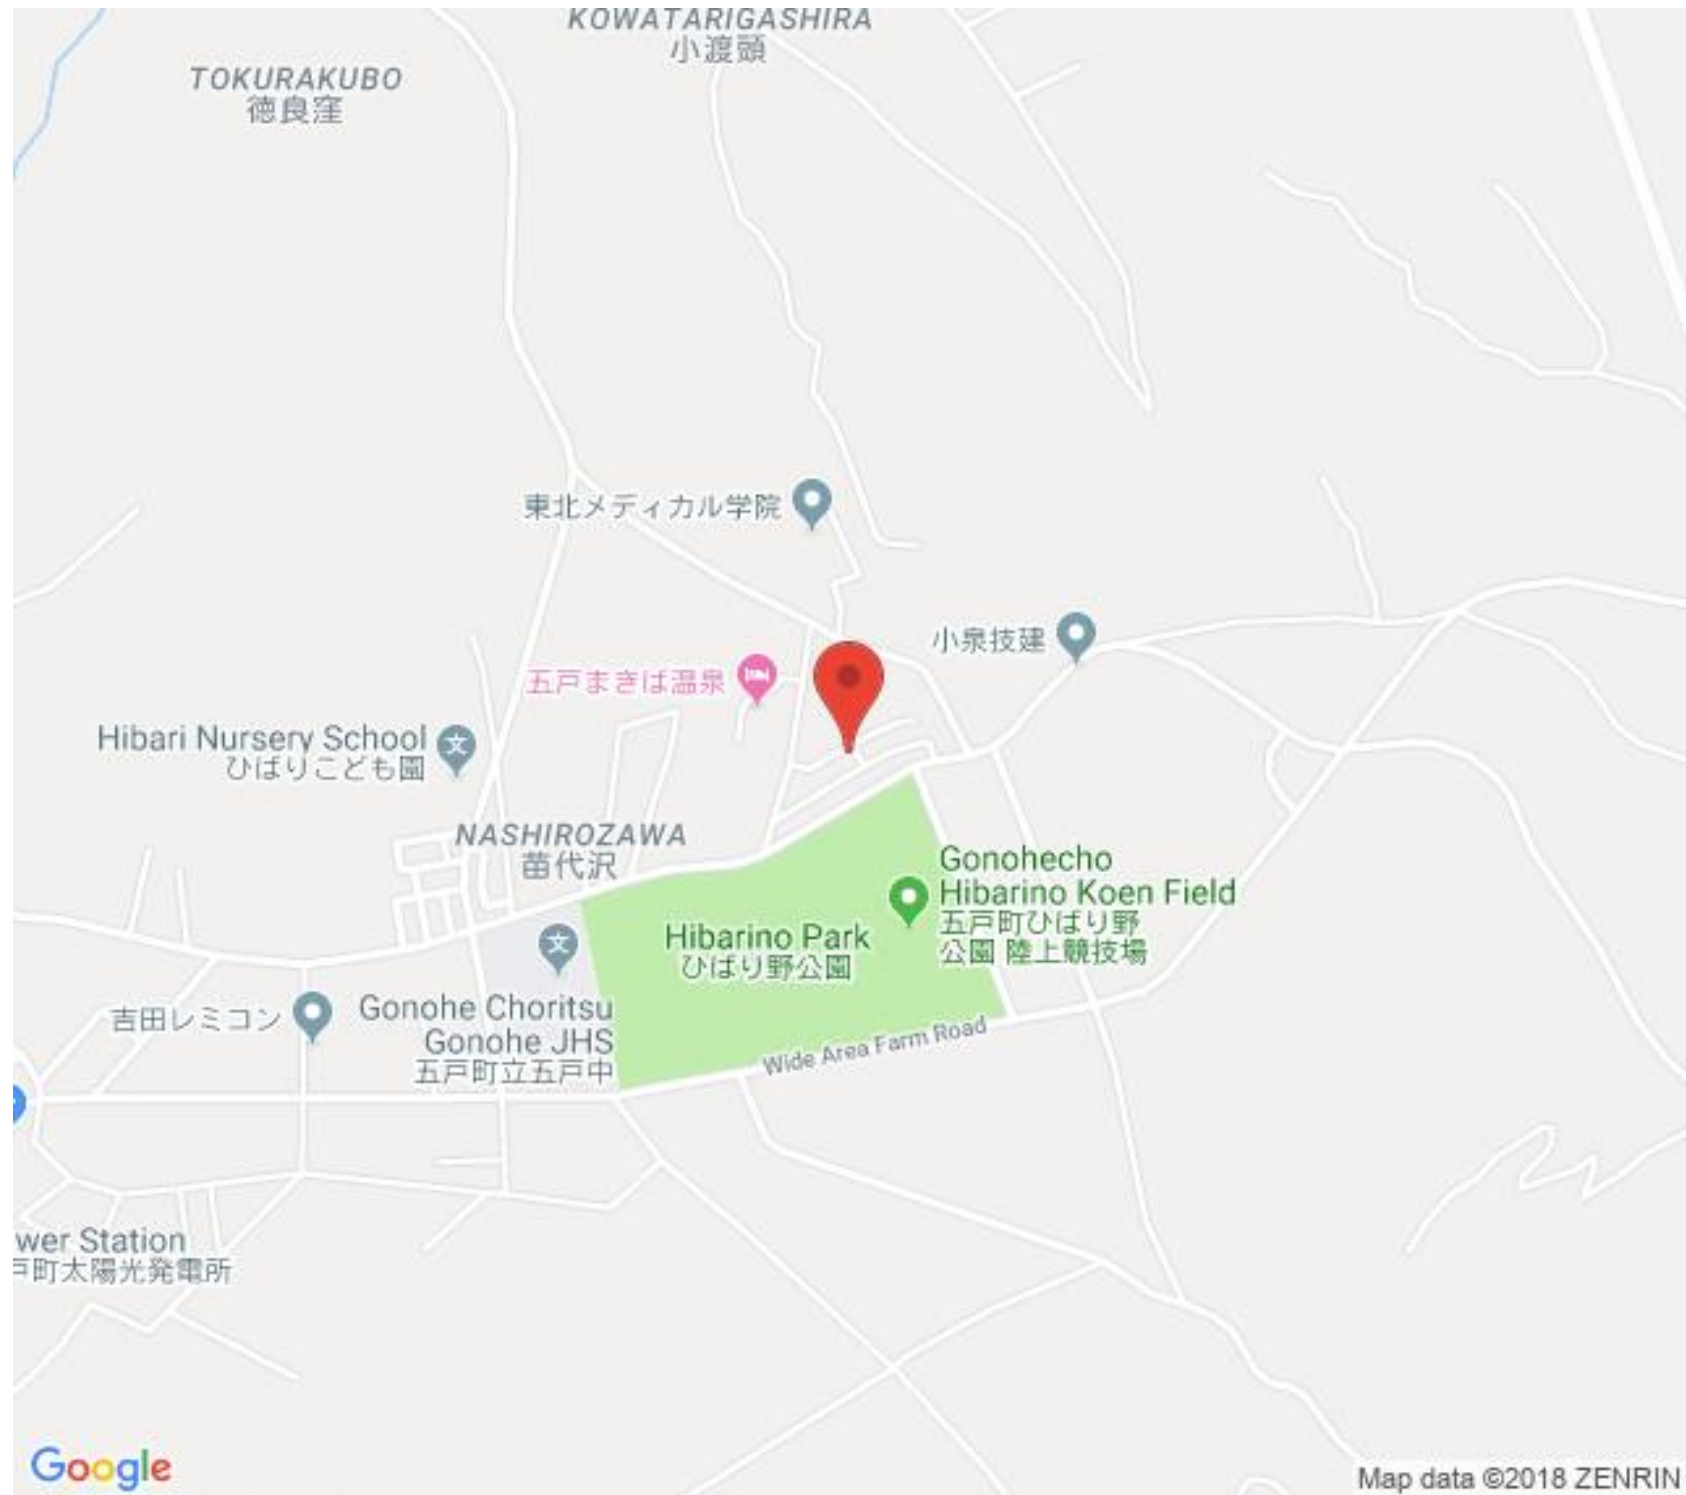 KOWATARIGASHIRA
小渡頭
TOKURAKUBO
徳良窪
東北メディカル学院
小泉技建
五戸まきば温泉
Hibari Nursery School
ひばりこども園
文
NASHIROZAWA
苗代沢
Gonohecho
Hibarino Koen Field
五戸町ひばり野
公園 陸上競技場
Hibarino Park
ひばり野公園
文
Gonohe Choritsu
Gonohe JHS
五戸町立五戸中
吉田レミコン
Wide Area Farm Road
wer Station
戸町太陽光発電所
Google
Map data ©2018 ZENRIN